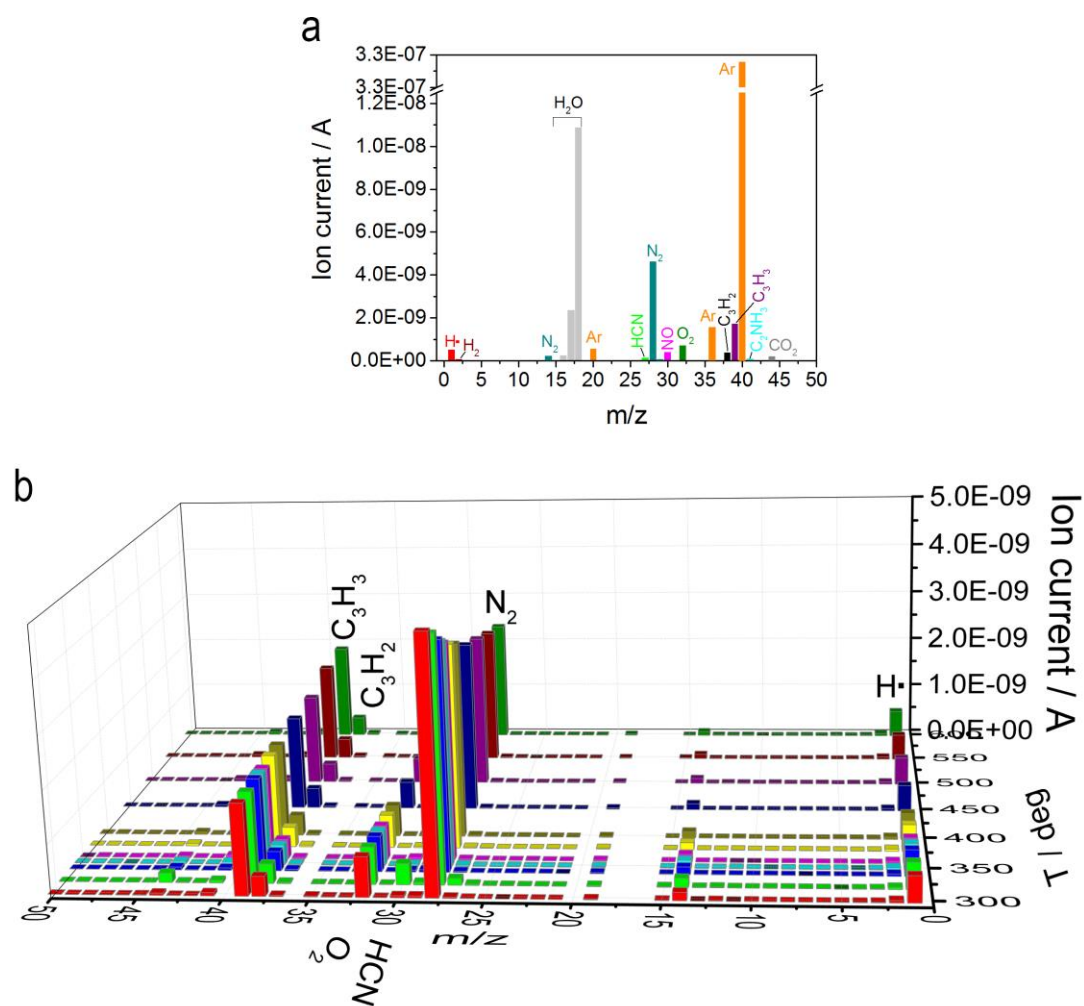 a
3.3E-07
3.3E-07
1.2E-08
1.0E-08
8.0E-09
6.0E-09
4.0E-09
2.0E-09
0.0E+00
Ion current / A
H•
H₂
N₂
H₂O
Ar
HCN
N₂
NO
O₂
Ar
C₃H₂
C₃H₃
Ar
C₂NH₃
CO₂
0 5 10 15 20 25 30 35 40 45 50
m/z
b
5.0E-09
4.0E-09
3.0E-09
2.0E-09
1.0E-09
0.0E+00
Ion current / A
C₃H₃
C₃H₂
N₂
H•
550
500
450
400
350
300
T / deg
50 45 40 35 30 25 20 15 10 5 0
m/z
O₂
HCN